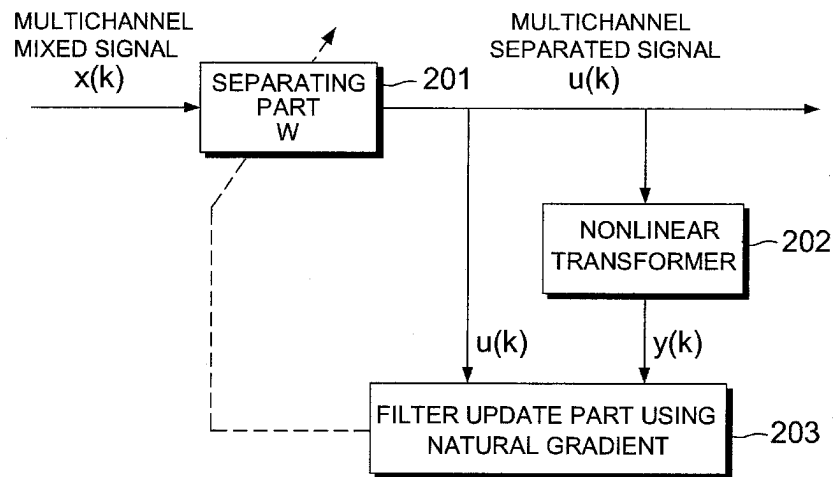 MULTICHANNEL
MIXED SIGNAL
x(k)
SEPARATING
PART
W
201
MULTICHANNEL
SEPARATED SIGNAL
u(k)
NONLINEAR
TRANSFORMER
202
u(k)
y(k)
FILTER UPDATE PART USING
NATURAL GRADIENT
203